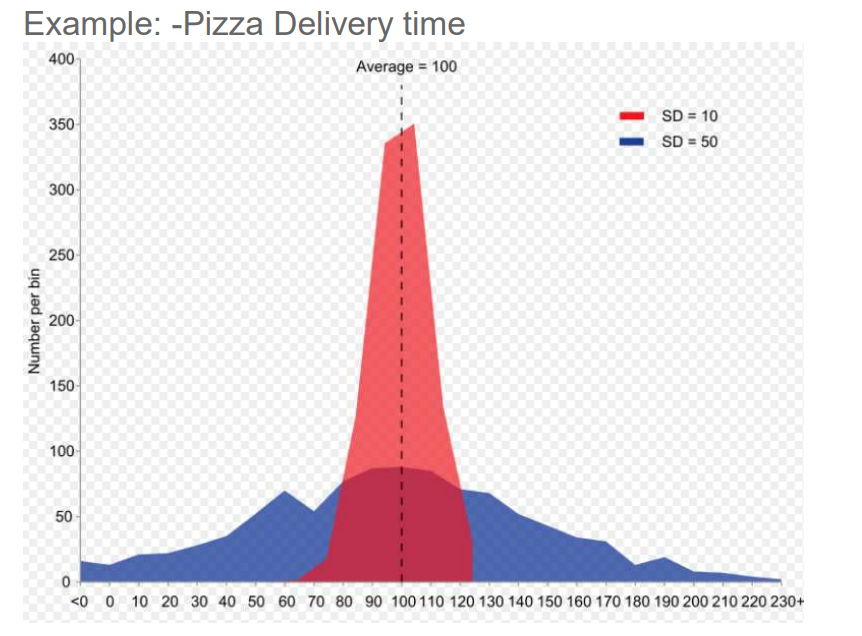 Example: -Pizza Delivery time
400
Average = 100
SD = 10
SD = 50
350
300
250
200
150
100
50
0
Number per bin
<0 0 10 20 30 40 50 60 70 80 90 100 110 120 130 140 150 160 170 180 190 200 210 220 230+